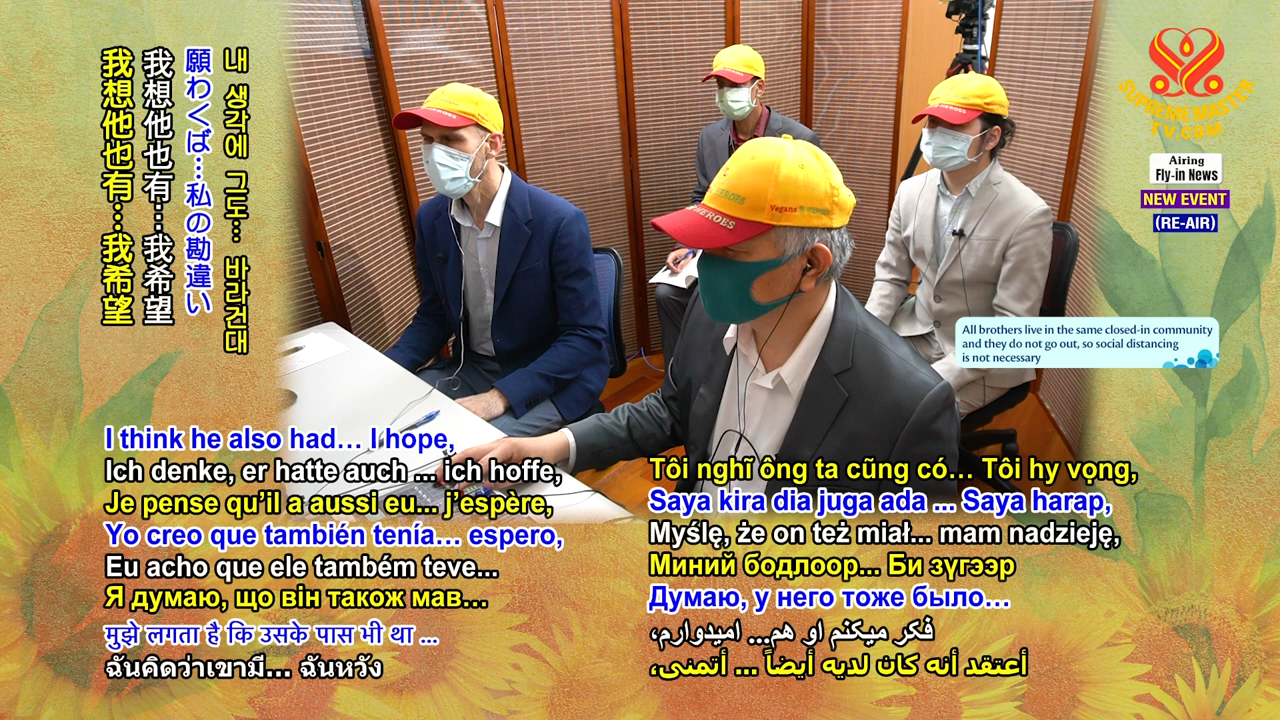 내 생각에 그도... 바라건대
願わくば…私の勘違い
我想他也有…我希望
我想他也有…我希望
SUPREME MASTER
TV.COM
Airing
Fly-in News
NEW EVENT
(RE-AIR)
HEROES
HEROES
Vegans
All brothers live in the same closed-in community
and they do not go out, so social distancing
is not necessary
I think he also had… I hope,
Ich denke, er hatte auch ... ich hoffe,
Je pense qu’il a aussi eu... j’espère,
Yo creo que también tenía… espero,
Eu acho que ele também teve...
Я думаю, що він також мав…
मुझे लगता है कि उसके पास भी था ...
ฉันคิดว่าเขามี… ฉันหวัง
Tôi nghĩ ông ta cũng có… Tôi hy vọng,
Saya kira dia juga ada ... Saya harap,
Myślę, że on też miał... mam nadzieję,
Миний бодлоор... Би зүгээр
Думаю, у него тоже было…
فکر میکنم او هم... امیدوارم،
أعتقد أنه كان لديه أيضاً ... أتمنى،